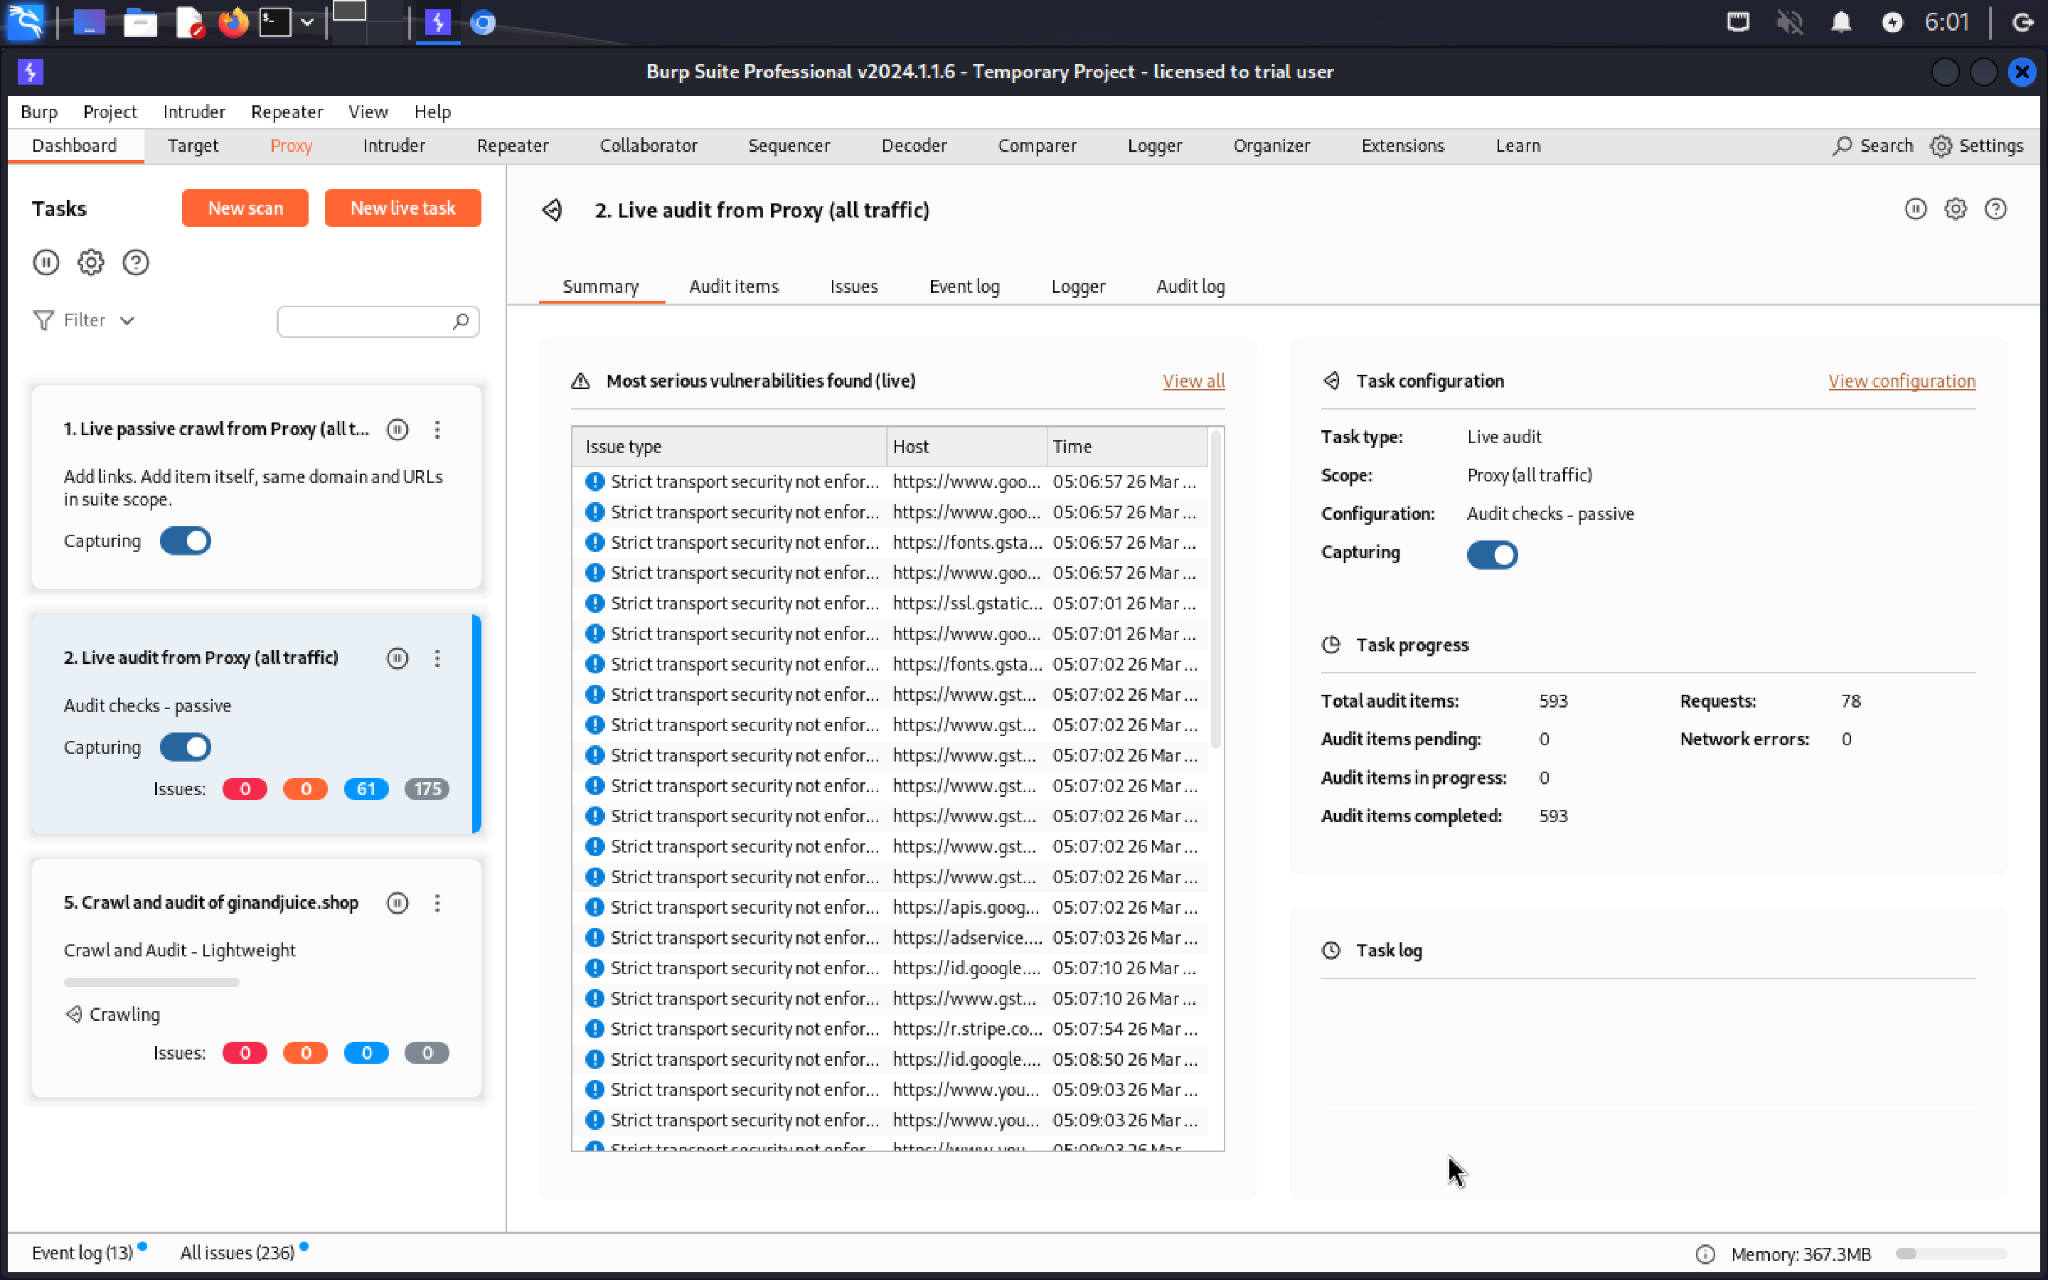 6:01
Burp Suite Professional v2024.1.1.6 - Temporary Project - licensed to trial user
Burp Project Intruder Repeater View Help
Dashboard Target Proxy Intruder Repeater Collaborator Sequencer Decoder Comparer Logger Organizer Extensions Learn Search Settings
Tasks New scan New live task
Filter
1. Live passive crawl from Proxy (all t...
Add links. Add item itself, same domain and URLs
in suite scope.
Capturing
2. Live audit from Proxy (all traffic)
Audit checks - passive
Capturing
Issues: 0 0 61 175
5. Crawl and audit of ginandjuice.shop
Crawl and Audit - Lightweight
Crawling
Issues: 0 0 0 0
2. Live audit from Proxy (all traffic)
Summary Audit items Issues Event log Logger Audit log
Most serious vulnerabilities found (live) View all
Issue type Host Time
Strict transport security not enfor... https://www.goo... 05:06:57 26 Mar ...
Strict transport security not enfor... https://www.goo... 05:06:57 26 Mar ...
Strict transport security not enfor... https://fonts.gsta... 05:06:57 26 Mar ...
Strict transport security not enfor... https://www.goo... 05:06:57 26 Mar ...
Strict transport security not enfor... https://ssl.gstatic... 05:07:01 26 Mar ...
Strict transport security not enfor... https://www.goo... 05:07:01 26 Mar ...
Strict transport security not enfor... https://fonts.gsta... 05:07:02 26 Mar ...
Strict transport security not enfor... https://www.gst... 05:07:02 26 Mar ...
Strict transport security not enfor... https://www.gst... 05:07:02 26 Mar ...
Strict transport security not enfor... https://www.gst... 05:07:02 26 Mar ...
Strict transport security not enfor... https://www.gst... 05:07:02 26 Mar ...
Strict transport security not enfor... https://www.gst... 05:07:02 26 Mar ...
Strict transport security not enfor... https://www.gst... 05:07:02 26 Mar ...
Strict transport security not enfor... https://www.gst... 05:07:02 26 Mar ...
Strict transport security not enfor... https://apis.goog... 05:07:02 26 Mar ...
Strict transport security not enfor... https://adservice.... 05:07:03 26 Mar ...
Strict transport security not enfor... https://id.google.... 05:07:10 26 Mar ...
Strict transport security not enfor... https://www.gst... 05:07:10 26 Mar ...
Strict transport security not enfor... https://r.stripe.co... 05:07:54 26 Mar ...
Strict transport security not enfor... https://id.google.... 05:08:50 26 Mar ...
Strict transport security not enfor... https://www.you... 05:09:03 26 Mar ...
Strict transport security not enfor... https://www.you... 05:09:03 26 Mar ...
Strict transport security not enfor... https://www.you... 05:09:03 26 Mar ...
Task configuration View configuration
Task type: Live audit
Scope: Proxy (all traffic)
Configuration: Audit checks - passive
Capturing
Task progress
Total audit items: 593 Requests: 78
Audit items pending: 0 Network errors: 0
Audit items in progress: 0
Audit items completed: 593
Task log
Event log (13) All issues (236) Memory: 367.3MB